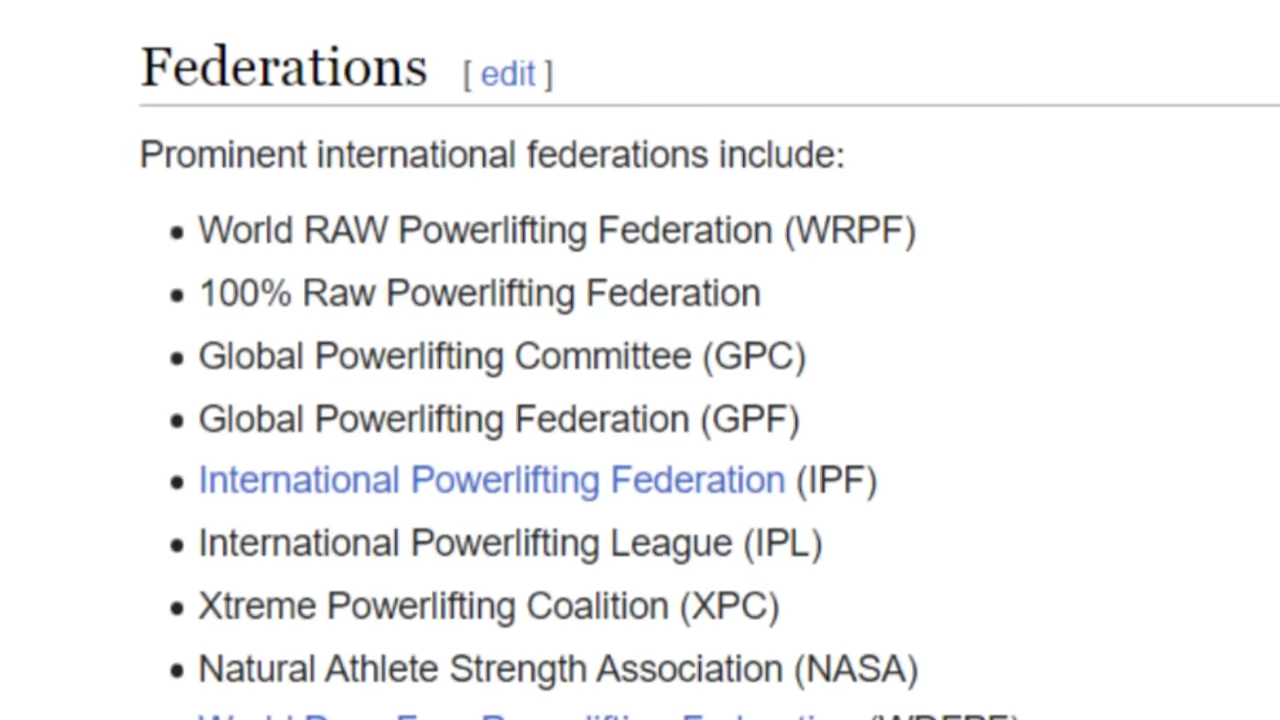 Federations [ edit ]
Prominent international federations include:
• World RAW Powerlifting Federation (WRPF)
• 100% Raw Powerlifting Federation
• Global Powerlifting Committee (GPC)
• Global Powerlifting Federation (GPF)
• International Powerlifting Federation (IPF)
• International Powerlifting League (IPL)
• Xtreme Powerlifting Coalition (XPC)
• Natural Athlete Strength Association (NASA)